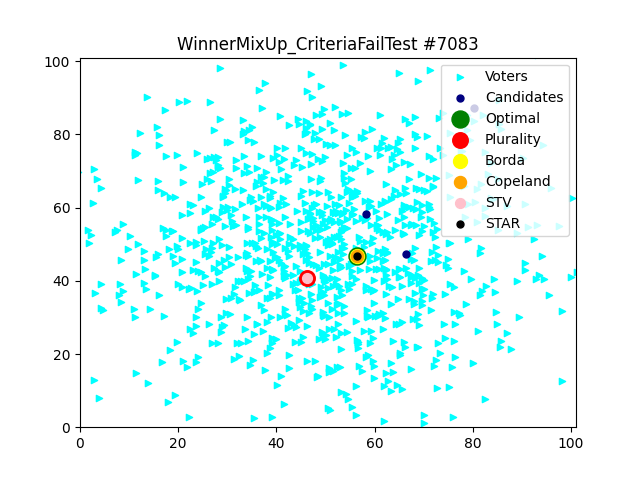 WinnerMixUp_CriteriaFailTest #7083
Voters
Candidates
Optimal
Plurality
Borda
Copeland
STV
STAR
100
80
60
40
20
0
0 20 40 60 80 100